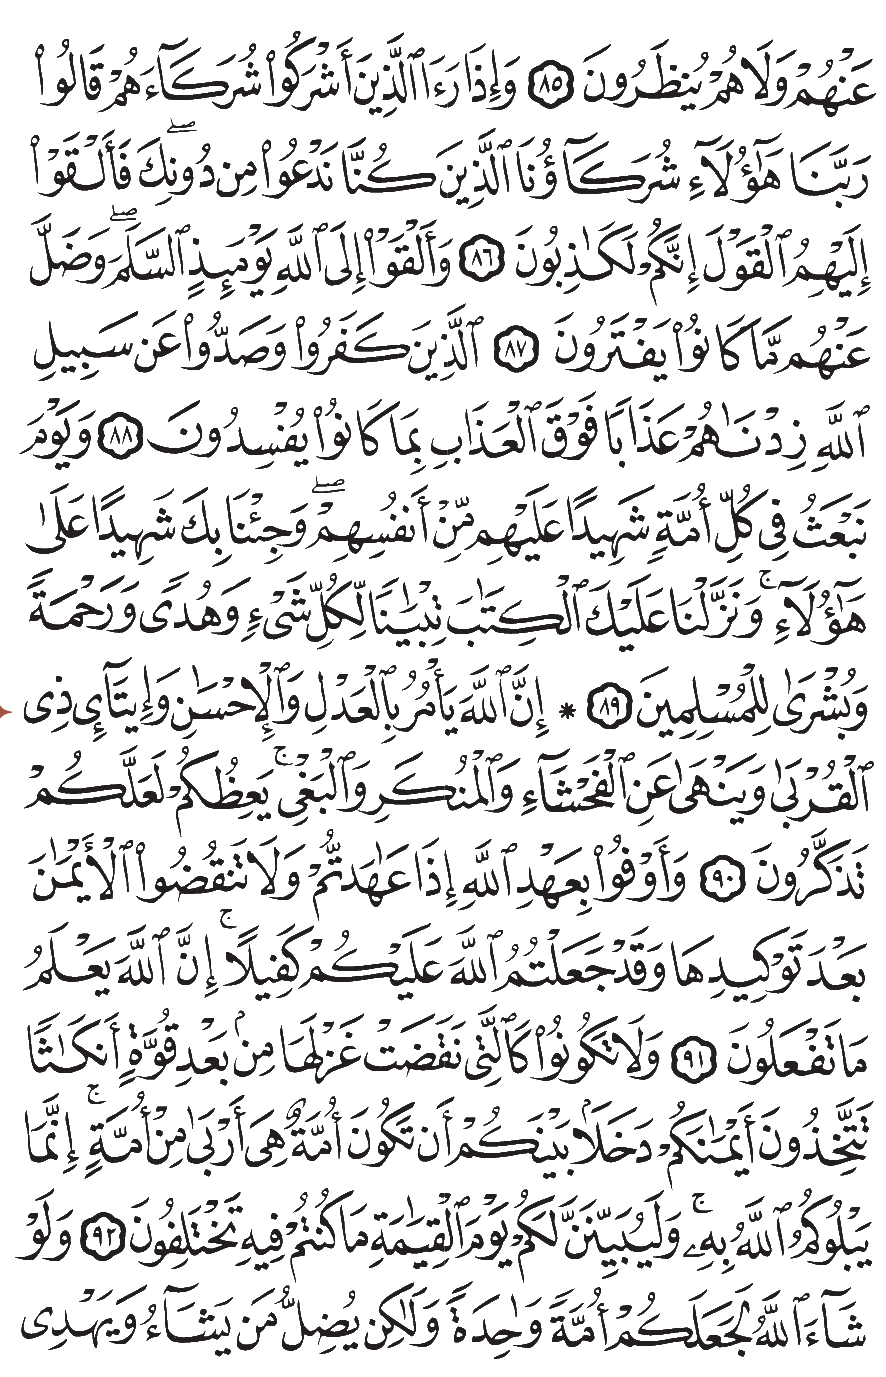 عَنْهُمْ وَلَا هُمْ يُنظَرُونَ ٨٥ وَإِذَا رَءَا ٱلَّذِينَ أَشْرَكُوا۟ شُرَكَآءَهُمْ قَالُوا۟
رَبَّنَا هَٰٓؤُلَآءِ شُرَكَآؤُنَا ٱلَّذِينَ كُنَّا نَدْعُوا۟ مِن دُونِكَ ۖ فَأَلْقَوْا۟
إِلَيْهِمُ ٱلْقَوْلَ إِنَّكُمْ لَكَٰذِبُونَ ٨٦ وَأَلْقَوْا۟ إِلَى ٱللَّهِ يَوْمَئِذٍ ٱلسَّلَمَ ۖ وَضَلَّ
عَنْهُم مَّا كَانُوا۟ يَفْتَرُونَ ٨٧ ٱلَّذِينَ كَفَرُوا۟ وَصَدُّوا۟ عَن سَبِيلِ
ٱللَّهِ زِدْنَٰهُمْ عَذَابًا فَوْقَ ٱلْعَذَابِ بِمَا كَانُوا۟ يُفْسِدُونَ ٨٨ وَيَوْمَ
نَبْعَثُ فِى كُلِّ أُمَّةٍ شَهِيدًا عَلَيْهِم مِّنْ أَنفُسِهِمْ ۖ وَجِئْنَا بِكَ شَهِيدًا عَلَىٰ
هَٰٓؤُلَآءِ ۚ وَنَزَّلْنَا عَلَيْكَ ٱلْكِتَٰبَ تِبْيَٰنًا لِّكُلِّ شَىْءٍ وَهُدًى وَرَحْمَةً
وَبُشْرَىٰ لِلْمُسْلِمِينَ ٨٩ * إِنَّ ٱللَّهَ يَأْمُرُ بِٱلْعَدْلِ وَٱلْإِحْسَٰنِ وَإِيتَآئِ ذِى
ٱلْقُرْبَىٰ وَيَنْهَىٰ عَنِ ٱلْفَحْشَآءِ وَٱلْمُنكَرِ وَٱلْبَغْىِ ۚ يَعِظُكُمْ لَعَلَّكُمْ
تَذَكَّرُونَ ٩٠ وَأَوْفُوا۟ بِعَهْدِ ٱللَّهِ إِذَا عَٰهَدتُّمْ وَلَا تَنقُضُوا۟ ٱلْأَيْمَٰنَ
بَعْدَ تَوْكِيدِهَا وَقَدْ جَعَلْتُمُ ٱللَّهَ عَلَيْكُمْ كَفِيلًا ۚ إِنَّ ٱللَّهَ يَعْلَمُ
مَا تَفْعَلُونَ ٩١ وَلَا تَكُونُوا۟ كَٱلَّتِى نَقَضَتْ غَزْلَهَا مِنۢ بَعْدِ قُوَّةٍ أَنكَٰثًا
تَتَّخِذُونَ أَيْمَٰنَكُمْ دَخَلًۢا بَيْنَكُمْ أَن تَكُونَ أُمَّةٌ هِىَ أَرْبَىٰ مِنْ أُمَّةٍ ۚ إِنَّمَا
يَبْلُوكُمُ ٱللَّهُ بِهِۦ ۚ وَلَيُبَيِّنَنَّ لَكُمْ يَوْمَ ٱلْقِيَٰمَةِ مَا كُنتُمْ فِيهِ تَخْتَلِفُونَ ٩٢ وَلَوْ
شَآءَ ٱللَّهُ لَجَعَلَكُمْ أُمَّةً وَٰحِدَةً وَلَٰكِن يُضِلُّ مَن يَشَآءُ وَيَهْدِى